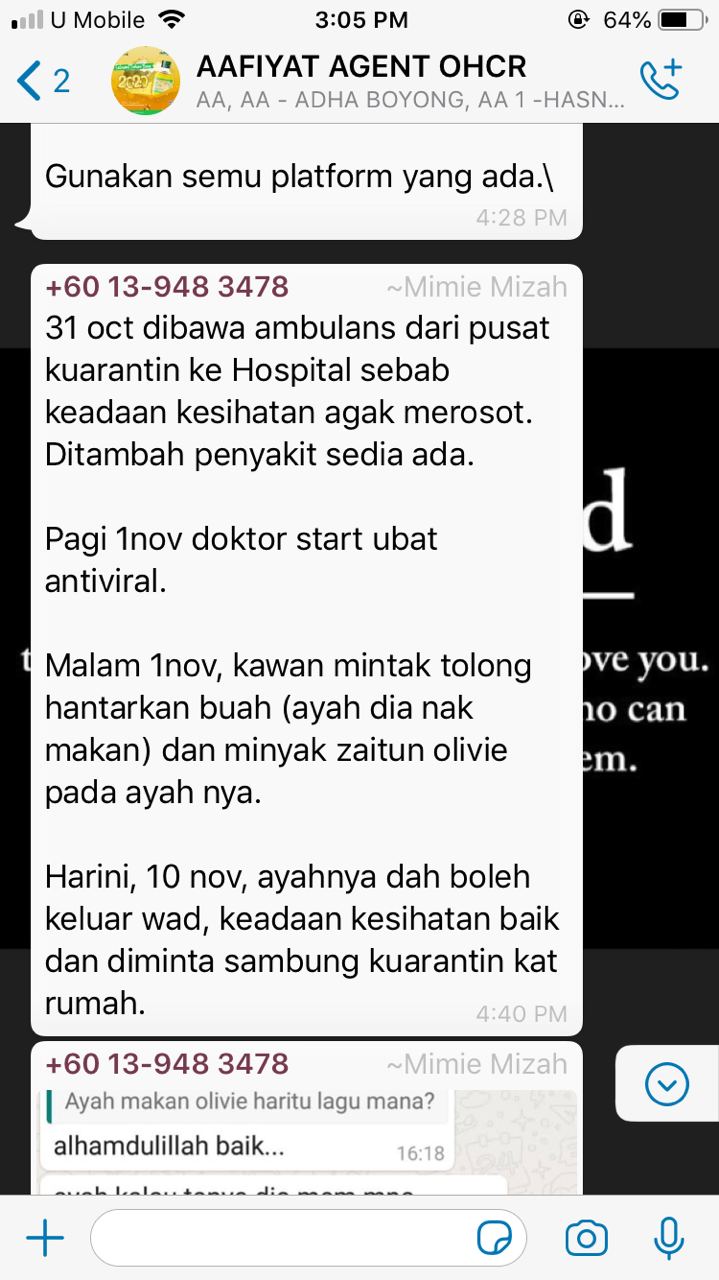 U Mobile 3:05 PM 64%
2 AAFIYAT AGENT OHCR
AA, AA - ADHA BOYONG, AA 1 -HASN...
Gunakan semu platform yang ada.\
4:28 PM
+60 13-948 3478 ~Mimie Mizah
31 oct dibawa ambulans dari pusat
kuarantin ke Hospital sebab
keadaan kesihatan agak merosot.
Ditambah penyakit sedia ada.
Pagi 1nov doktor start ubat
antiviral.
Malam 1nov, kawan mintak tolong
hantarkan buah (ayah dia nak
makan) dan minyak zaitun olivie
pada ayah nya.
Harini, 10 nov, ayahnya dah boleh
keluar wad, keadaan kesihatan baik
dan diminta sambung kuarantin kat
rumah.
4:40 PM
d
t ove you.
no can
em.
+60 13-948 3478 ~Mimie Mizah
Ayah makan olivie haritu lagu mana?
alhamdulillah baik...
16:18